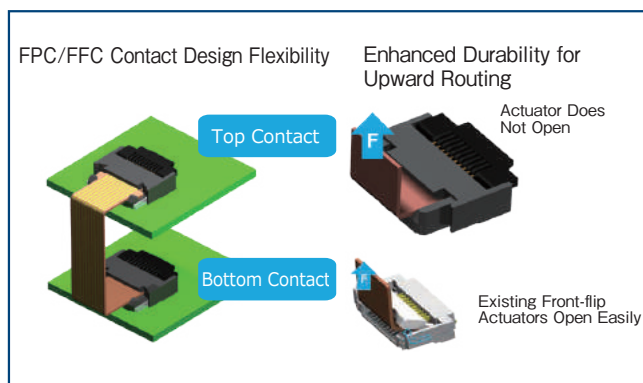 FPC/FFC Contact Design Flexibility
Enhanced Durability for
Upward Routing
Actuator Does
Not Open
Top Contact
F
Bottom Contact
F
Existing Front-flip
Actuators Open Easily